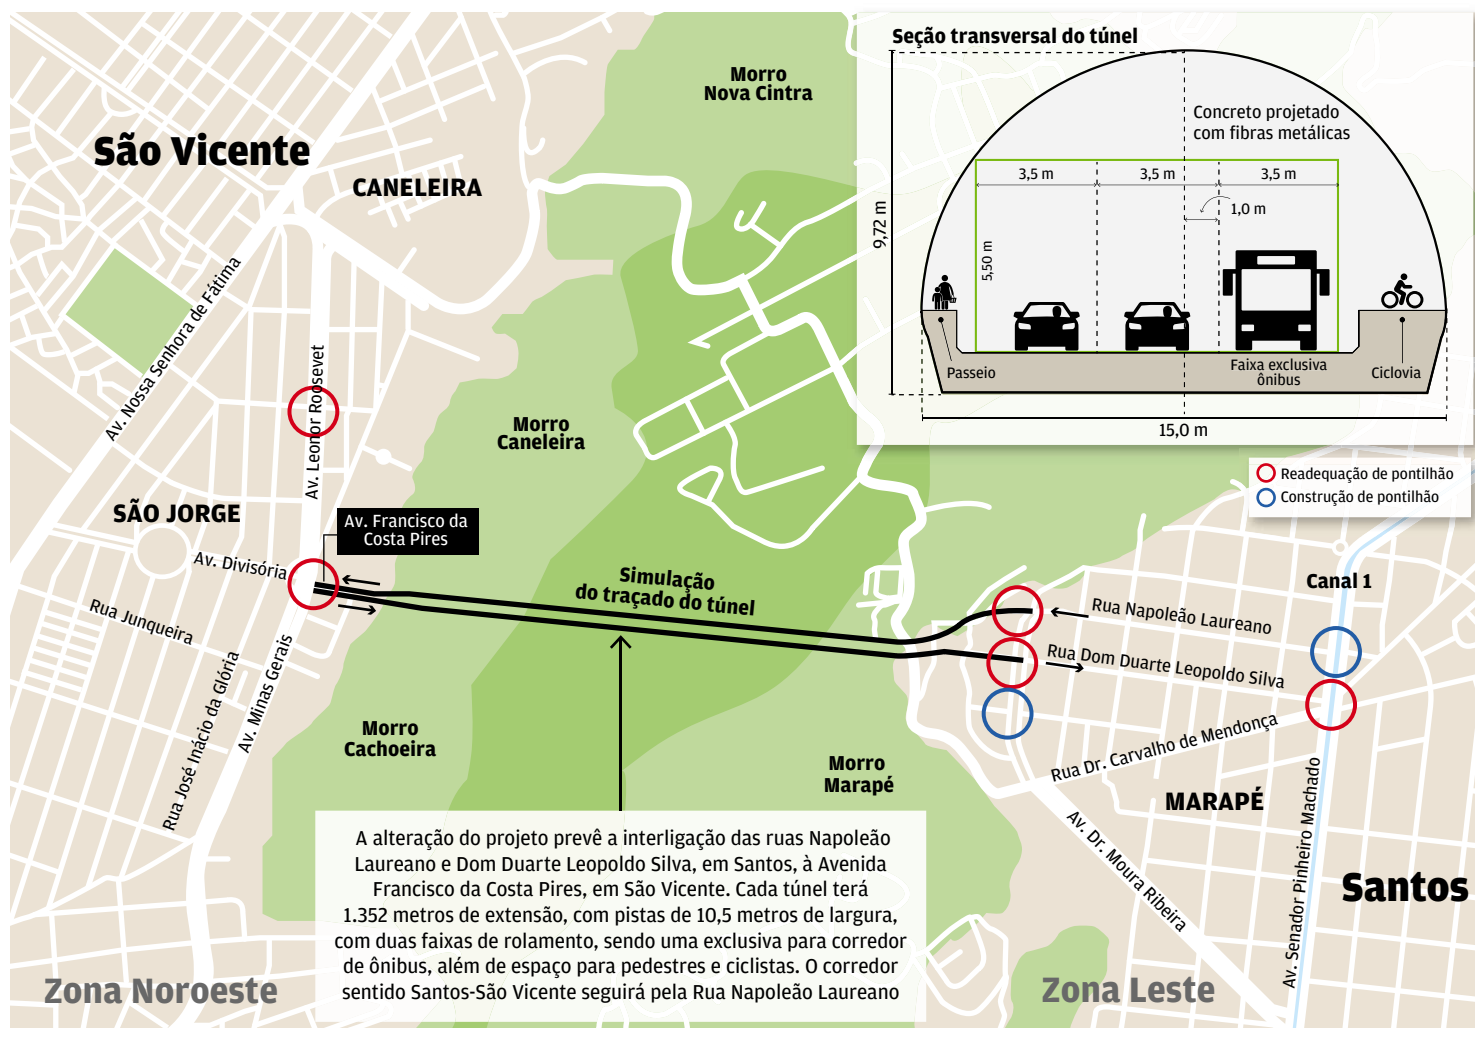 Seção transversal do túnel
Concreto projetado
com fibras metálicas
3,5 m
3,5 m
3,5 m
1,0 m
5,50 m
9,72 m
Passeio
Faixa exclusiva
ônibus
Ciclovia
15,0 m
Readequação de pontilhão
Construção de pontilhão
Morro
Nova Cintra
São Vicente
CANELEIRA
Av. Nossa Senhora de Fátima
Av. Leonor Roosevet
Morro
Caneleira
SÃO JORGE
Av. Francisco da
Costa Pires
Av. Divisória
Rua Junqueira
Simulação
do traçado do túnel
Canal 1
Rua Napoleão Laureano
Rua Dom Duarte Leopoldo Silva
Rua José Inácio da Glória
Av. Minas Gerais
Morro
Cachoeira
Morro
Marapé
Rua Dr. Carvalho de Mendonça
MARAPÉ
Av. Dr. Moura Ribeira
Av. Senador Pinheiro Machado
Santos
A alteração do projeto prevê a interligação das ruas Napoleão
Laureano e Dom Duarte Leopoldo Silva, em Santos, à Avenida
Francisco da Costa Pires, em São Vicente. Cada túnel terá
1.352 metros de extensão, com pistas de 10,5 metros de largura,
com duas faixas de rolamento, sendo uma exclusiva para corredor
de ônibus, além de espaço para pedestres e ciclistas. O corredor
sentido Santos-São Vicente seguirá pela Rua Napoleão Laureano
Zona Noroeste
Zona Leste